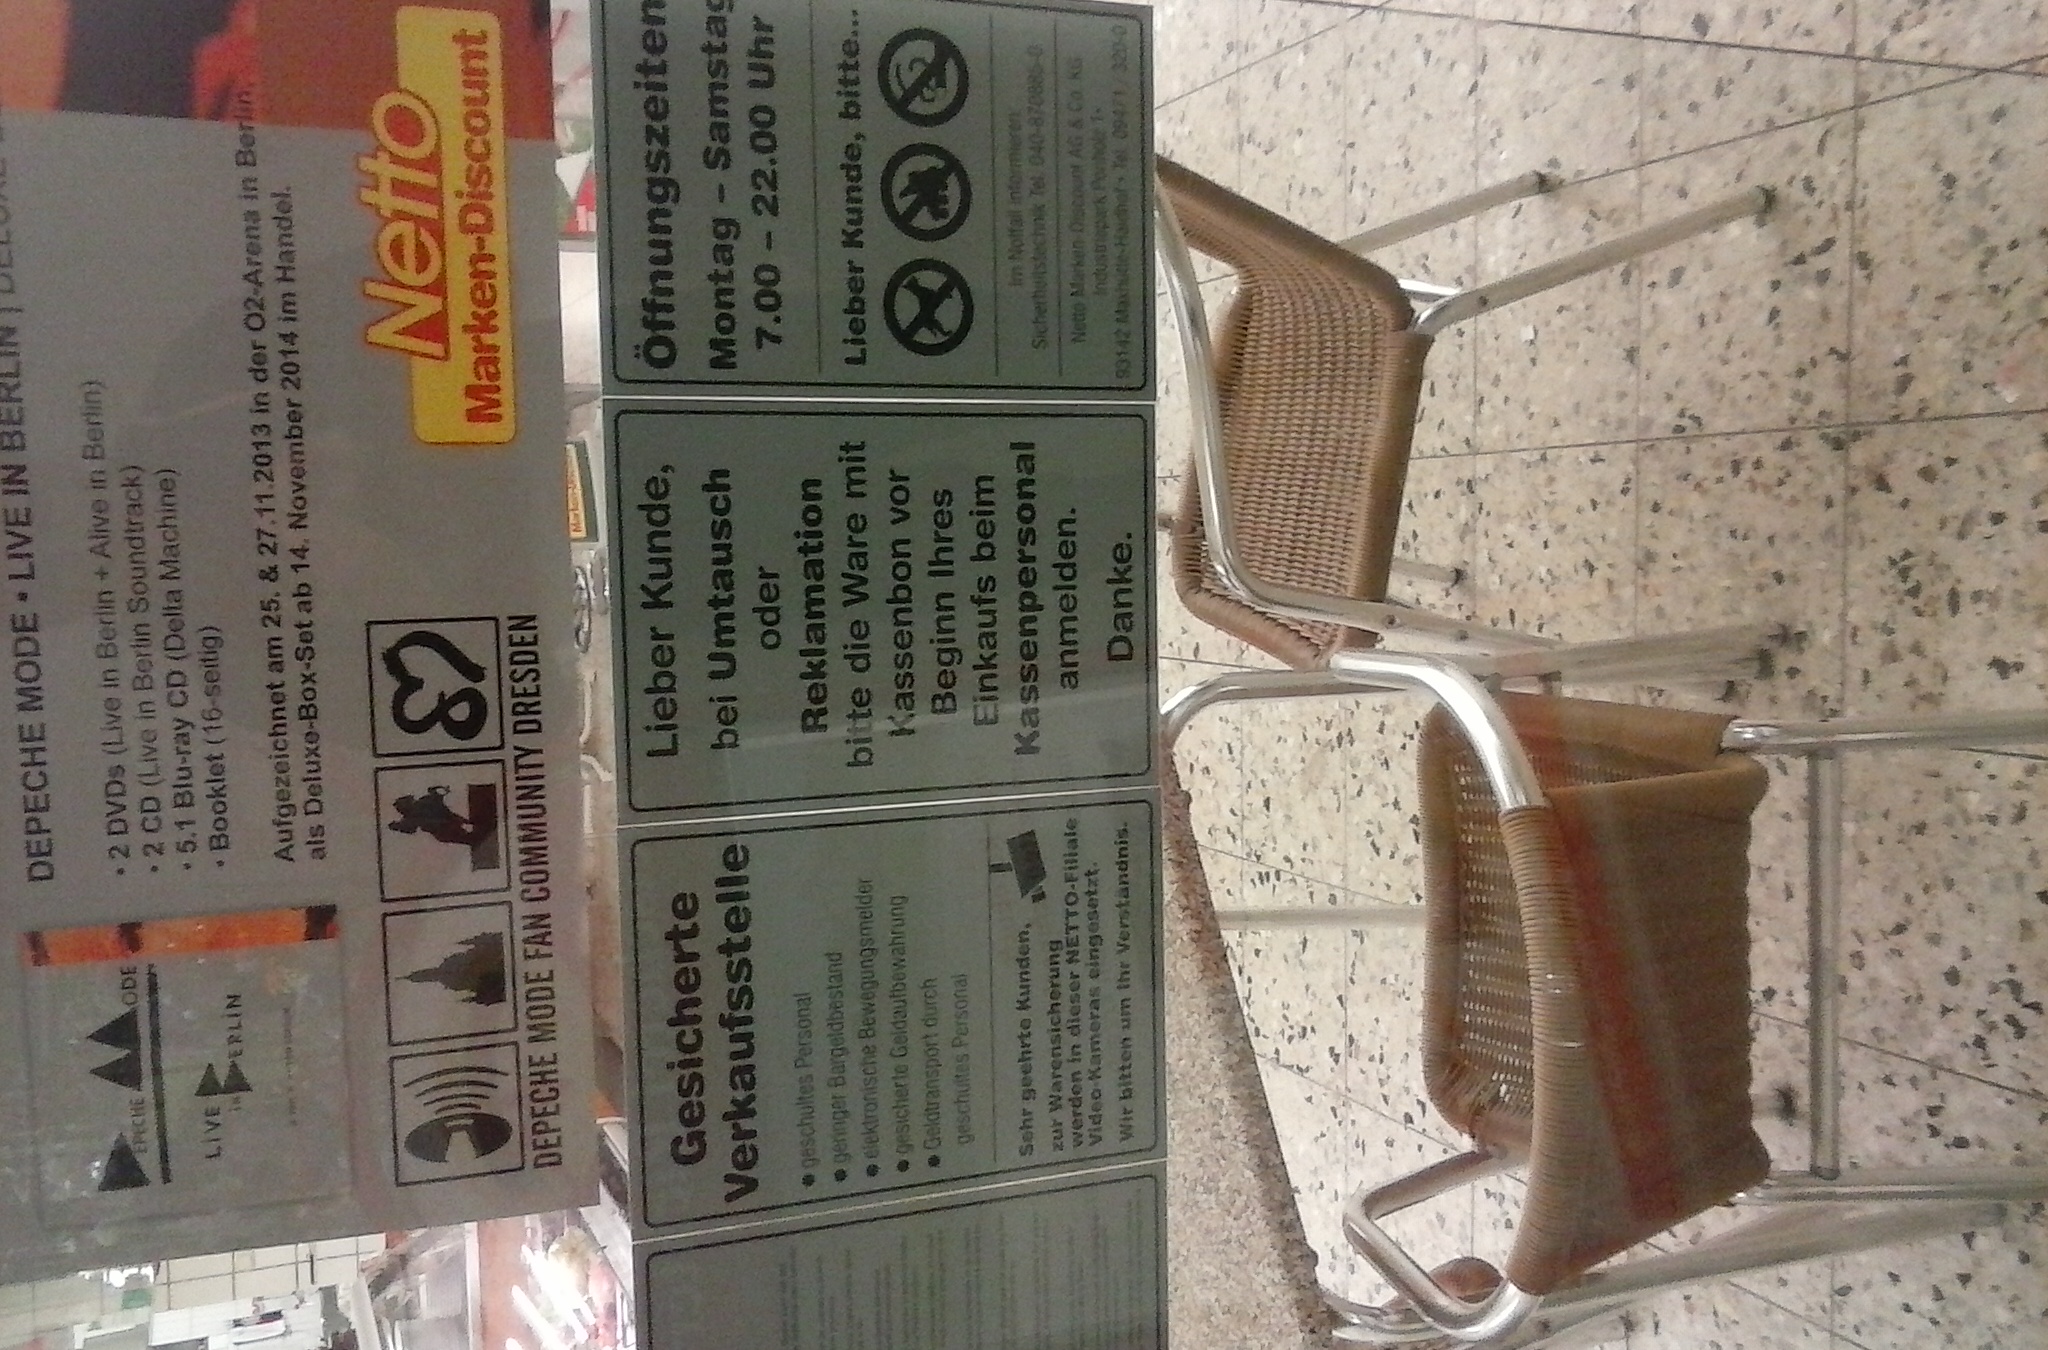 DEPECHE MODE • LIVE IN BERLIN | DELUXE
DEPECHE MODE
LIVE
in BERLIN
• 2 DVDs (Live in Berlin + Alive in Berlin)
• 2 CD (Live in Berlin Soundtrack)
• 5.1 Blu-ray CD (Delta Machine)
• Booklet (16-seitig)
Aufgezeichnet am 25. & 27.11.2013 in der O2-Arena in Berlin,
als Deluxe-Box-Set ab 14. November 2014 im Handel.
DEPECHE MODE FAN COMMUNITY DRESDEN
Netto
Marken-Discount
Marken-Discount
Gesicherte
Verkaufsstelle
• geschultes Personal
• geringer Bargeldbestand
• elektronische Bewegungsmelder
• gesicherte Geldaufbewahrung
• Geldtransport durch
geschultes Personal
Sehr geehrte Kunden,
zur Warensicherung
werden in dieser NETTO-Filiale
Video-Kameras eingesetzt.
Wir bitten um Ihr Verständnis.
Lieber Kunde,
bei Umtausch
oder
Reklamation
bitte die Ware mit
Kassenbon vor
Beginn Ihres
Einkaufs beim
Kassenpersonal
anmelden.
Danke.
Öffnungszeiten
Montag – Samstag
7.00 – 22.00 Uhr
Lieber Kunde, bitte...
Im Notfall informieren:
Sicherheitstechnik Tel. 040-870885-0
Netto Marken-Discount AG & Co. KG
Industriepark Ponholz 1 •
93142 Maxhütte-Haidhof • Tel. 09471 / 320-0